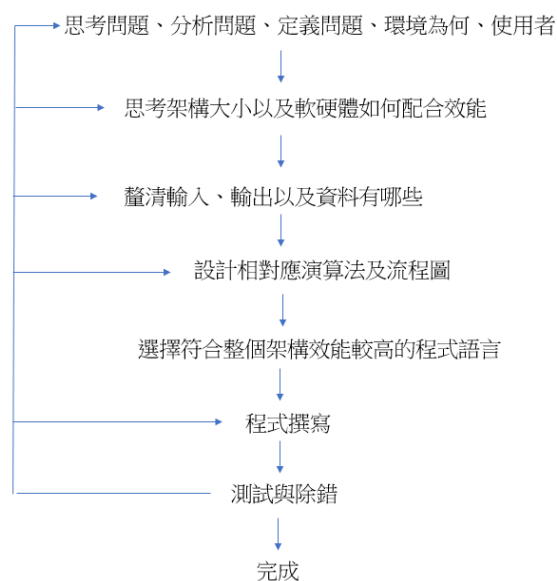 思考問題、分析問題、定義問題、環境為何、使用者
思考架構大小以及軟硬體如何配合效能
釐清輸入、輸出以及資料有哪些
設計相對應演算法及流程圖
選擇符合整個架構效能較高的程式語言
程式撰寫
測試與除錯
完成